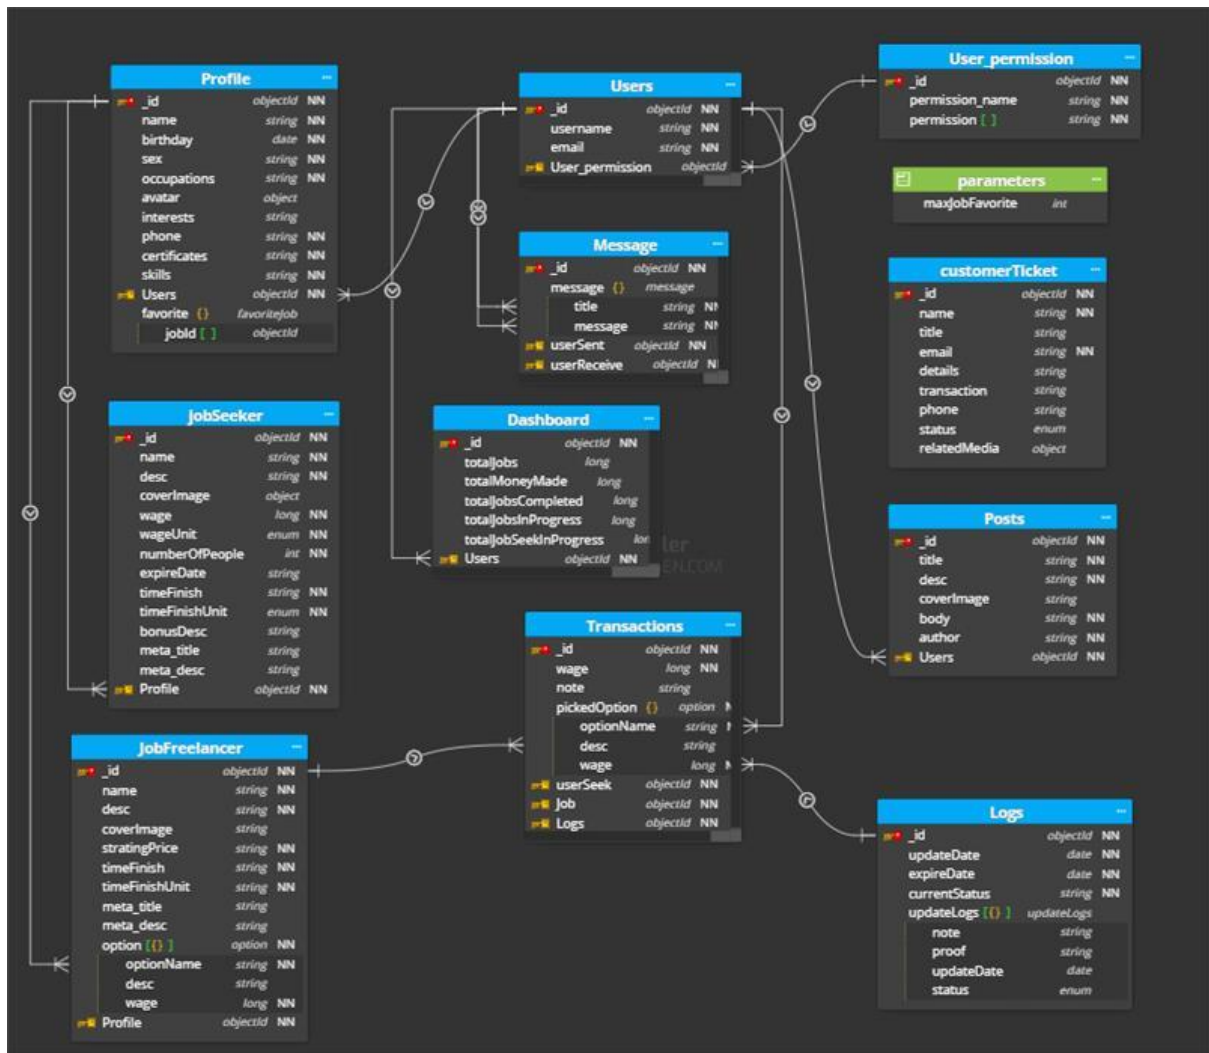 Profile
_id objectId NN
name string NN
birthday date NN
sex string NN
occupations string NN
avatar object
interests string
phone string NN
certificates string NN
skills string NN
Users objectId NN
favorite {} favoriteJob
jobId [ ] objectId
Users
_id objectId NN
username string NN
email string NN
User_permission objectId
User_permission
_id objectId NN
permission_name string NN
permission [ ] string NN
parameters
maxJobFavorite int
Message
_id objectId NN
message {} message
title string NN
message string NN
userSent objectId NN
userReceive objectId N
customerTicket
_id objectId NN
name string NN
title string
email string NN
details string
transaction string
phone string
status enum
relatedMedia object
JobSeeker
_id objectId NN
name string NN
desc string NN
coverImage object
wage long NN
wageUnit enum NN
numberOfPeople int NN
expireDate string
timeFinish string NN
timeFinishUnit enum NN
bonusDesc string
meta_title string
meta_desc string
Profile objectId NN
Dashboard
_id objectId NN
totalJobs long
totalMoneyMade long
totalJobsCompleted long
totalJobsInProgress long
totalJobSeekInProgress lon
Users objectId NN
ler
EN.COM
Posts
_id objectId NN
title string NN
desc string NN
coverImage string
body string NN
author string NN
Users objectId NN
Transactions
_id objectId NN
wage long NN
note string
pickedOption {} option N
optionName string N
desc string
wage long N
userSeek objectId NN
Job objectId NN
Logs objectId NN
JobFreelancer
_id objectId NN
name string NN
desc string NN
coverImage string
stratingPrice string NN
timeFinish string NN
timeFinishUnit string NN
meta_title string
meta_desc string
option [{} ] option NN
optionName string NN
desc string
wage long NN
Profile objectId NN
Logs
_id objectId NN
updateDate date NN
expireDate date NN
currentStatus string NN
updateLogs [{} ] updateLogs
note string
proof string
updateDate date
status enum